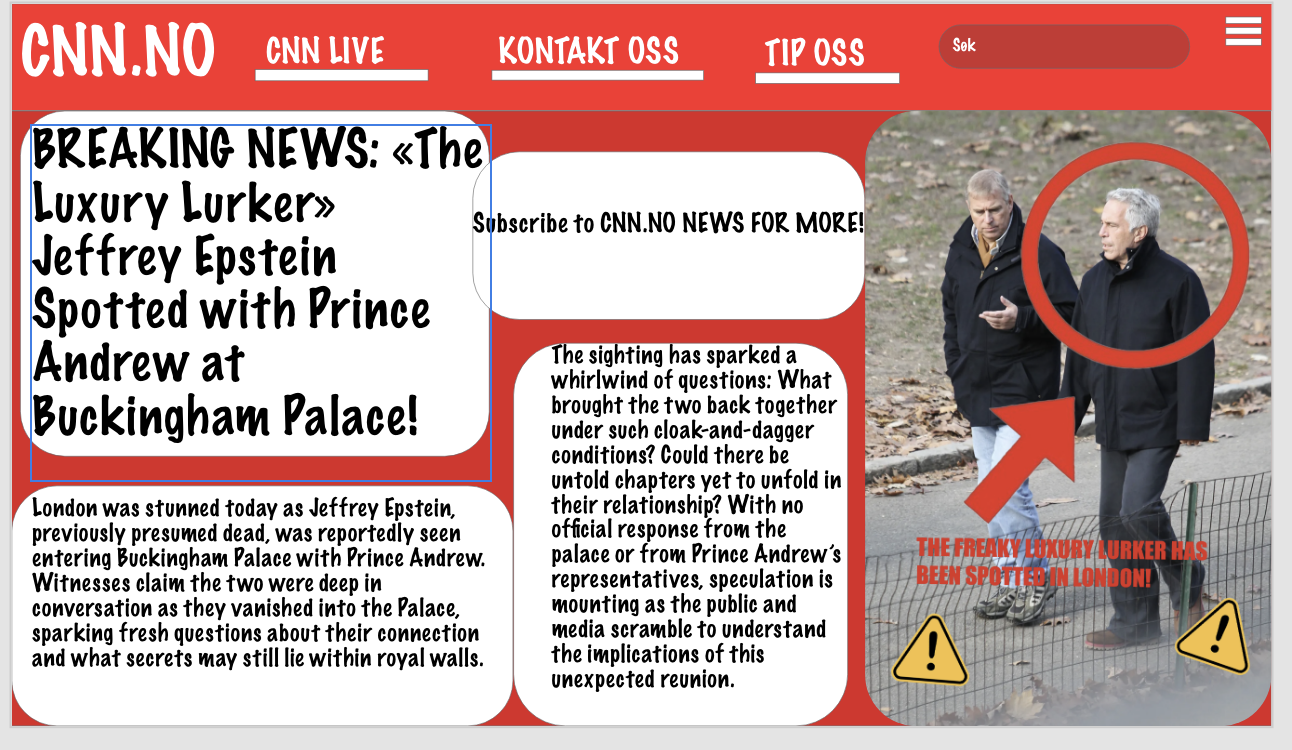 CNN.NO
CNN LIVE
KONTAKT OSS
TIP OSS
Søk
BREAKING NEWS: «The
Luxury Lurker»
Jeffrey Epstein
Spotted with Prince
Andrew at
Buckingham Palace!
Subscribe to CNN.NO NEWS FOR MORE!
London was stunned today as Jeffrey Epstein,
previously presumed dead, was reportedly seen
entering Buckingham Palace with Prince Andrew.
Witnesses claim the two were deep in
conversation as they vanished into the Palace,
sparking fresh questions about their connection
and what secrets may still lie within royal walls.
The sighting has sparked a
whirlwind of questions: What
brought the two back together
under such cloak-and-dagger
conditions? Could there be
untold chapters yet to unfold in
their relationship? With no
official response from the
palace or from Prince Andrew's
representatives, speculation is
mounting as the public and
media scramble to understand
the implications of this
unexpected reunion.
THE FREAKY LUXURY LURKER HAS
BEEN SPOTTED IN LONDON!